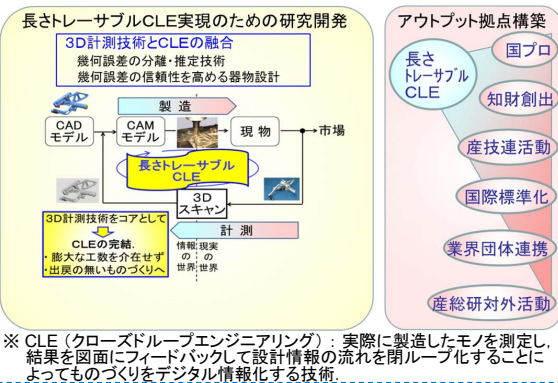 長さトレーサブルCLE実現のための研究開発
3D計測技術とCLEの融合
幾何誤差の分離・推定技術
幾何誤差の信頼性を高める器物設計
製 造
CAD
モデル
CAM
モデル
現 物
市場
長さトレーサブル
CLE
3D
スキャン
計 測
情報
の
世界
現実
の
世界
3D計測技術をコアとして
CLEの完結.
・膨大な工数を介在せず
・出戻の無いものづくりへ
アウトプット拠点構築
長さ
トレーサブル
CLE
国プロ
知財創出
産技連活動
国際標準化
業界団体連携
産総研対外活動
※ CLE（クローズドループエンジニアリング）：実際に製造したモノを測定し,
結果を図面にフィードバックして設計情報の流れを閉ループ化することに
よってものづくりをデジタル情報化する技術.